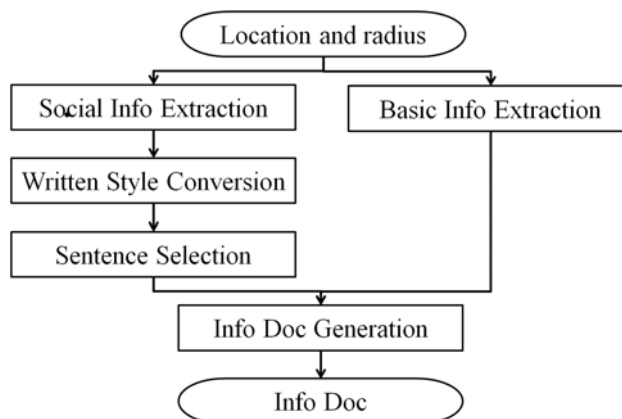 Location and radius
Social Info Extraction
Basic Info Extraction
Written Style Conversion
Sentence Selection
Info Doc Generation
Info Doc